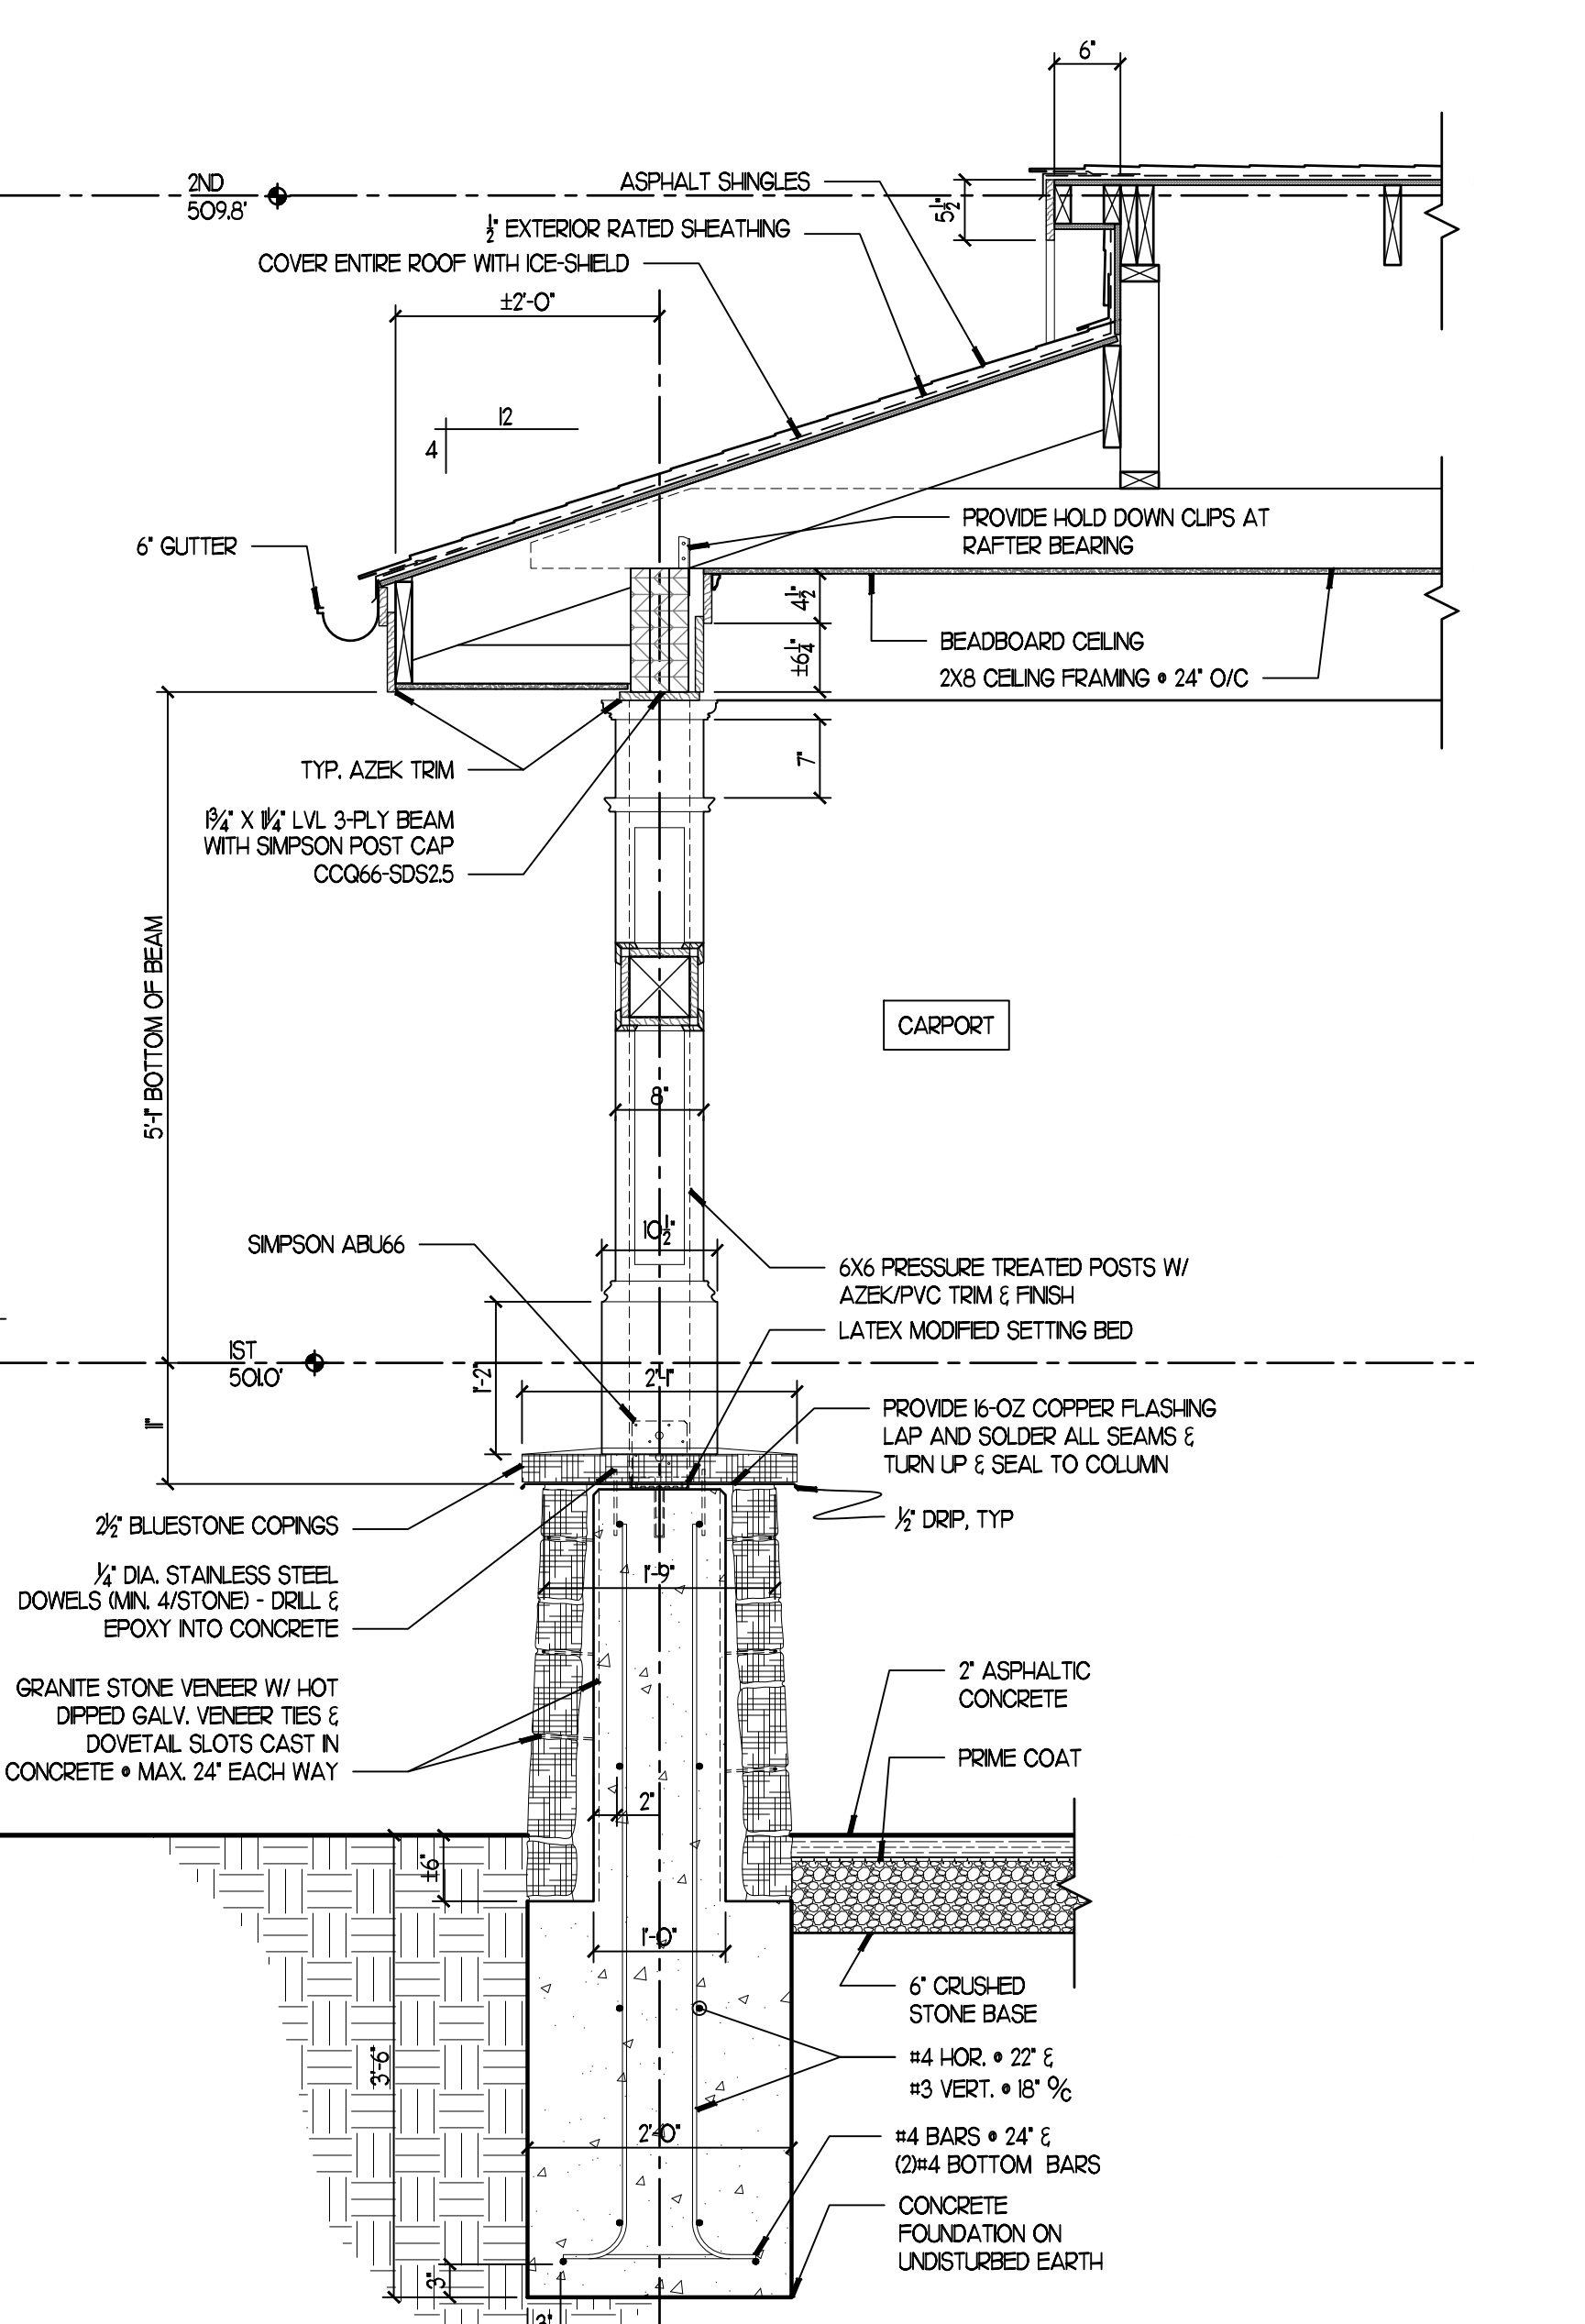 6"
2ND
509.8'
ASPHALT SHINGLES
5½"
½" EXTERIOR RATED SHEATHING
COVER ENTIRE ROOF WITH ICE-SHIELD
±2'-0"
12
4
PROVIDE HOLD DOWN CLIPS AT
RAFTER BEARING
6" GUTTER
4½"
±6¼"
BEADBOARD CEILING
2X8 CEILING FRAMING @ 24" O/C
7"
TYP. AZEK TRIM
1¾" X 11¼" LVL 3-PLY BEAM
WITH SIMPSON POST CAP
CCQ66-SDS2.5
5'-1" BOTTOM OF BEAM
CARPORT
8"
10½"
SIMPSON ABU66
6X6 PRESSURE TREATED POSTS W/
AZEK/PVC TRIM & FINISH
LATEX MODIFIED SETTING BED
1ST
501.0'
1'-2"
2'-1"
11"
PROVIDE 16-OZ COPPER FLASHING
LAP AND SOLDER ALL SEAMS &
TURN UP & SEAL TO COLUMN
½" DRIP, TYP
2½" BLUESTONE COPINGS
¼" DIA. STAINLESS STEEL
DOWELS (MIN. 4/STONE) - DRILL &
EPOXY INTO CONCRETE
1'-9"
GRANITE STONE VENEER W/ HOT
DIPPED GALV. VENEER TIES &
DOVETAIL SLOTS CAST IN
CONCRETE @ MAX. 24" EACH WAY
2" ASPHALTIC
CONCRETE
PRIME COAT
2"
±6"
1'-0"
6" CRUSHED
STONE BASE
#4 HOR. @ 22" &
#3 VERT. @ 18" O/C
3'-6"
2'-0"
#4 BARS @ 24" &
(2)#4 BOTTOM BARS
CONCRETE
FOUNDATION ON
UNDISTURBED EARTH
3"
3"